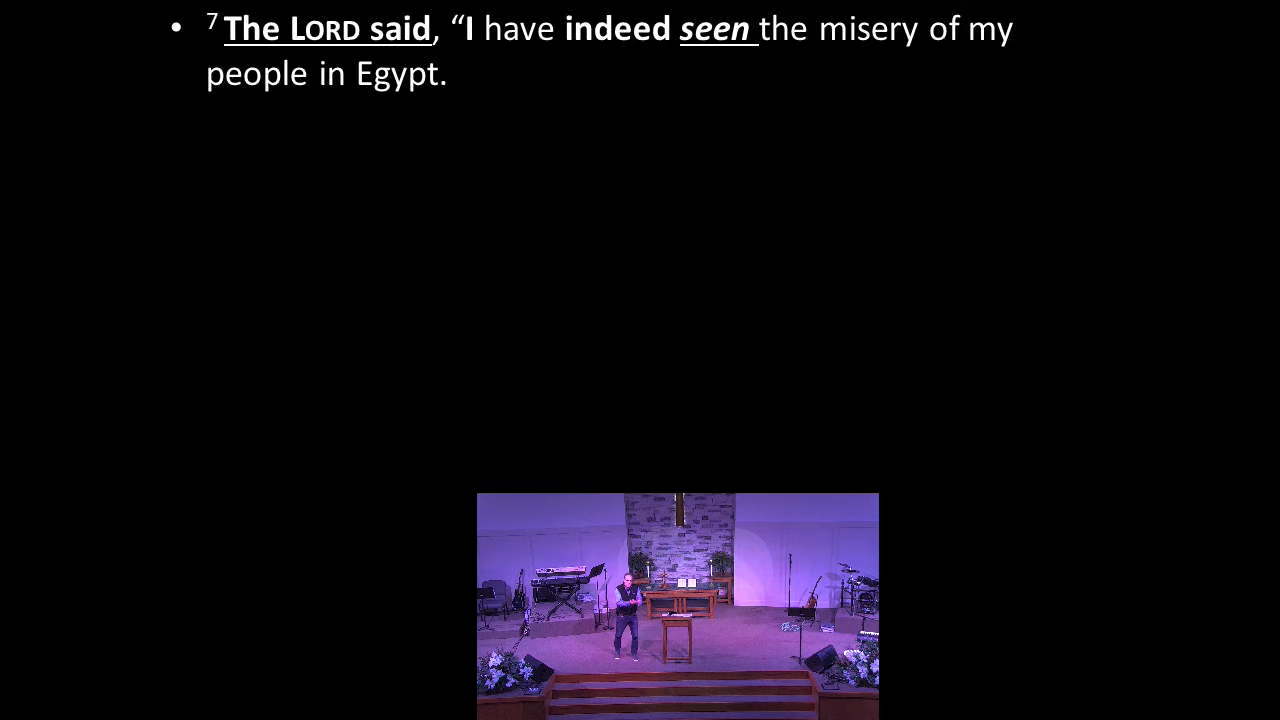 • ⁷ The LORD said, “I have indeed seen the misery of my
people in Egypt.